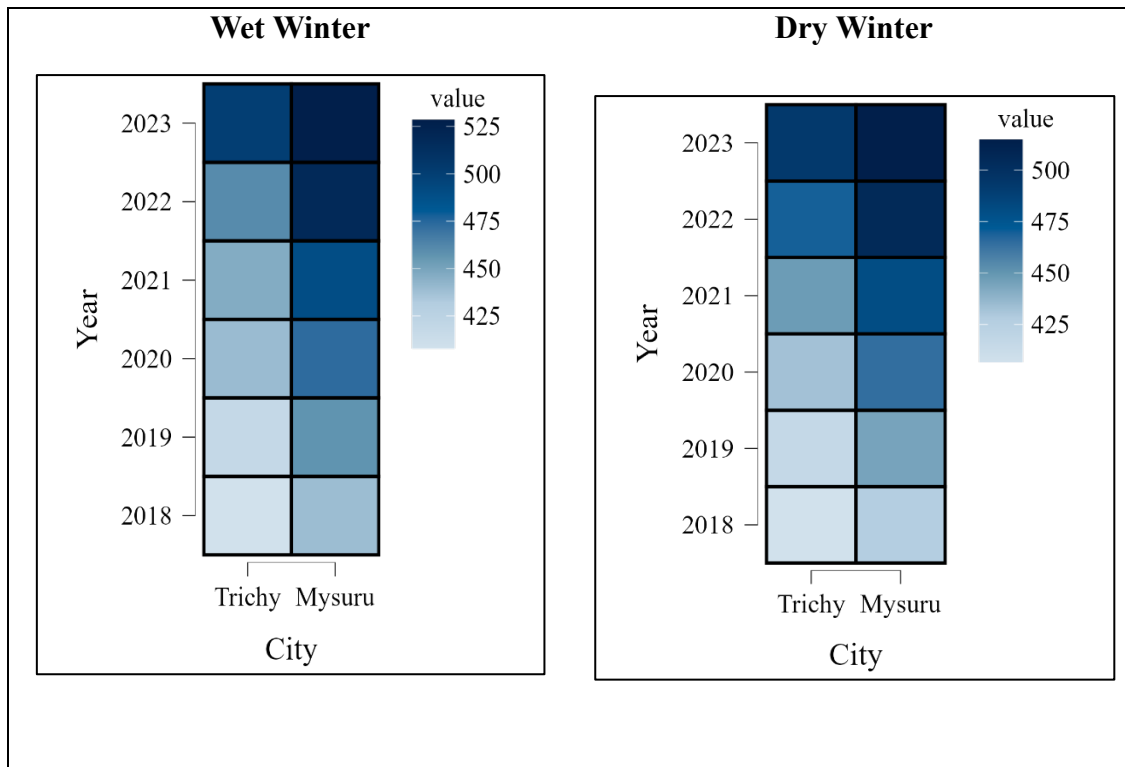 Wet Winter
value
525
500
475
450
425
2023
2022
2021
2020
2019
2018
Year
Trichy Mysuru
City
Dry Winter
value
500
475
450
425
2023
2022
2021
2020
2019
2018
Year
Trichy Mysuru
City